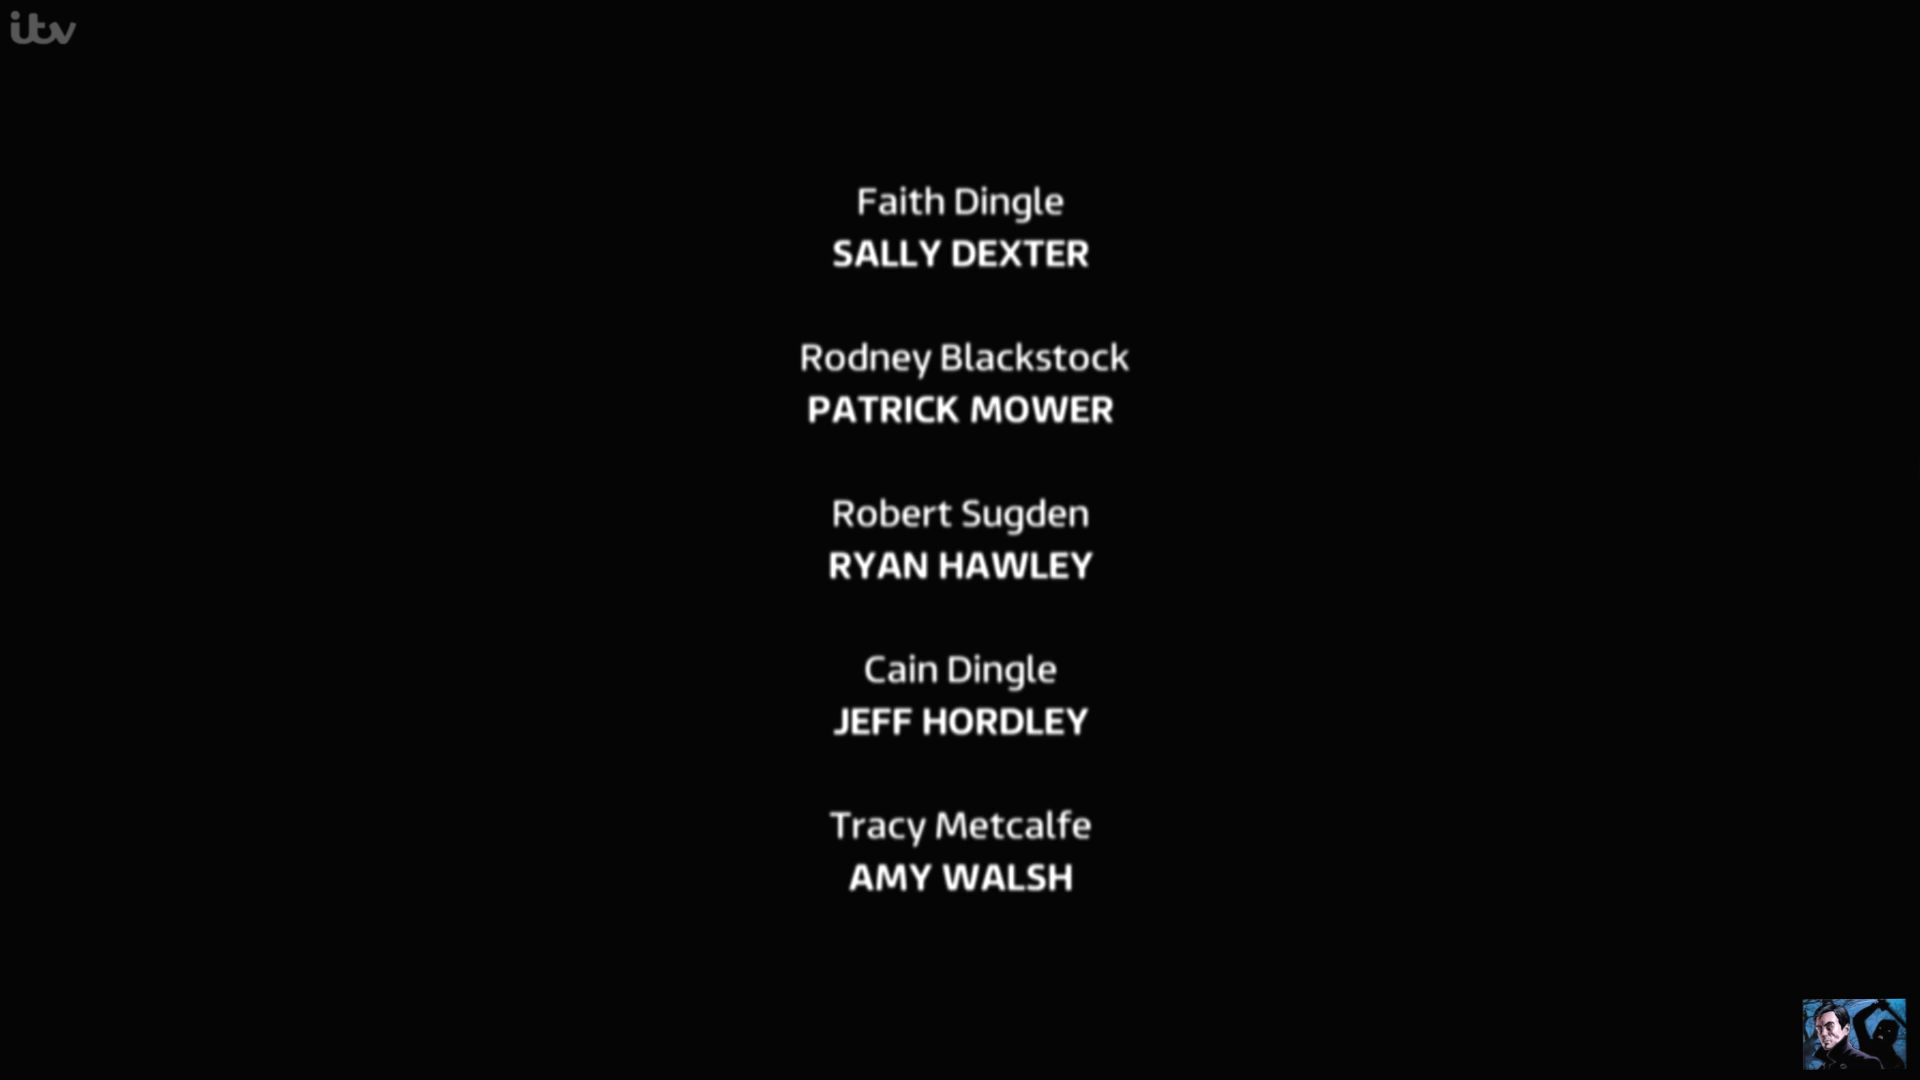 itv
Faith Dingle
SALLY DEXTER
Rodney Blackstock
PATRICK MOWER
Robert Sugden
RYAN HAWLEY
Cain Dingle
JEFF HORDLEY
Tracy Metcalfe
AMY WALSH